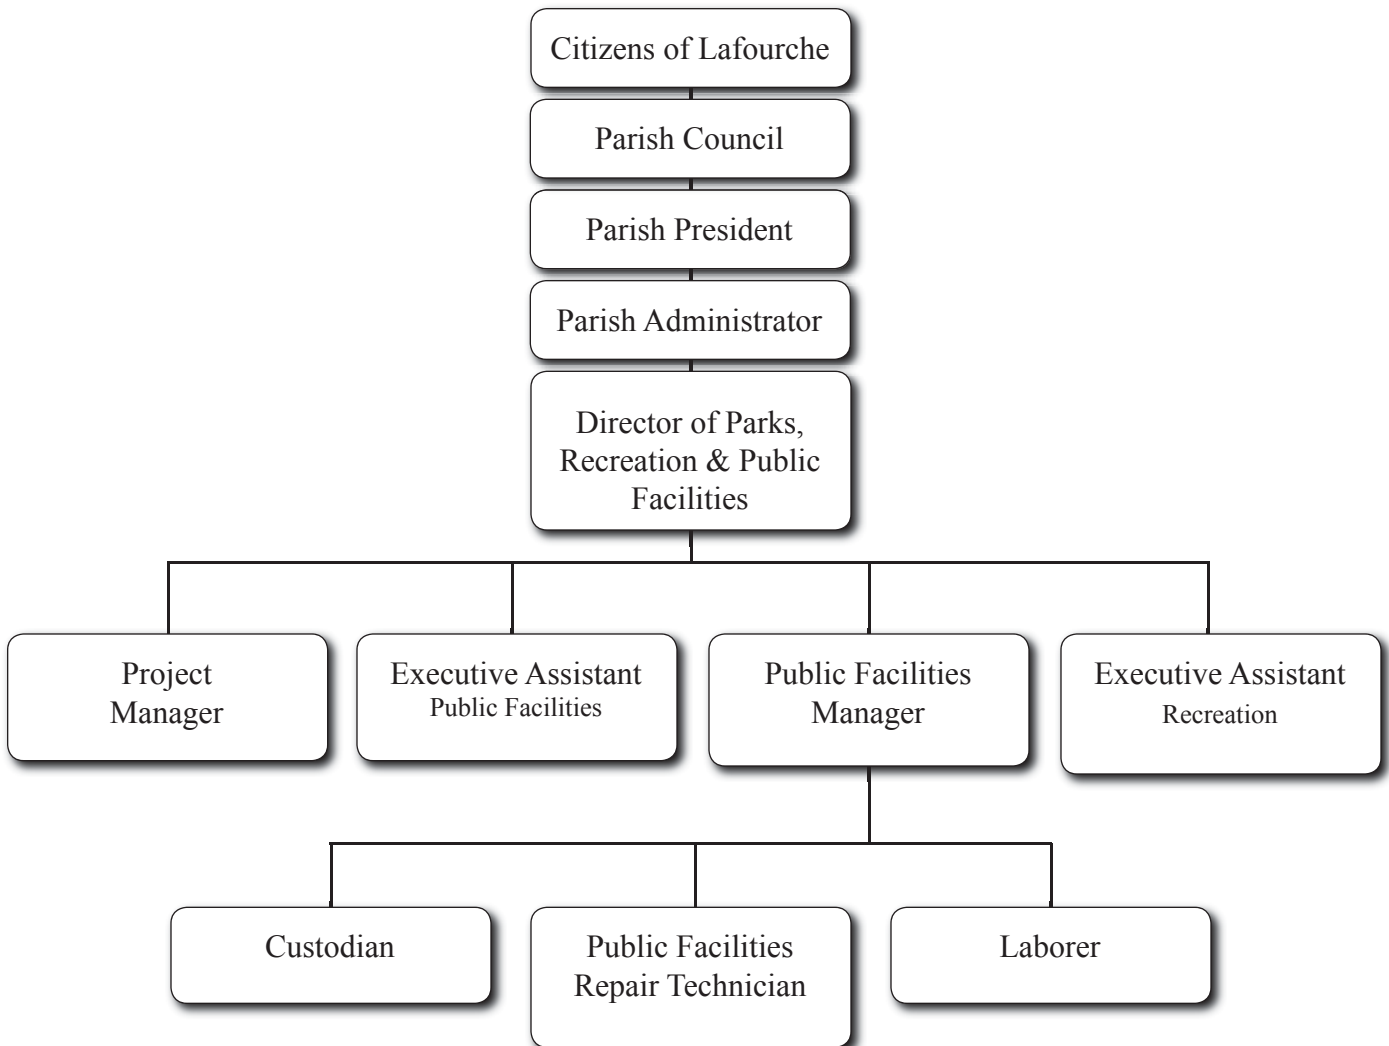 Citizens of Lafourche
Parish Council
Parish President
Parish Administrator
Director of Parks,
Recreation & Public
Facilities
Project
Manager
Executive Assistant
Public Facilities
Public Facilities
Manager
Executive Assistant
Recreation
Custodian
Public Facilities
Repair Technician
Laborer